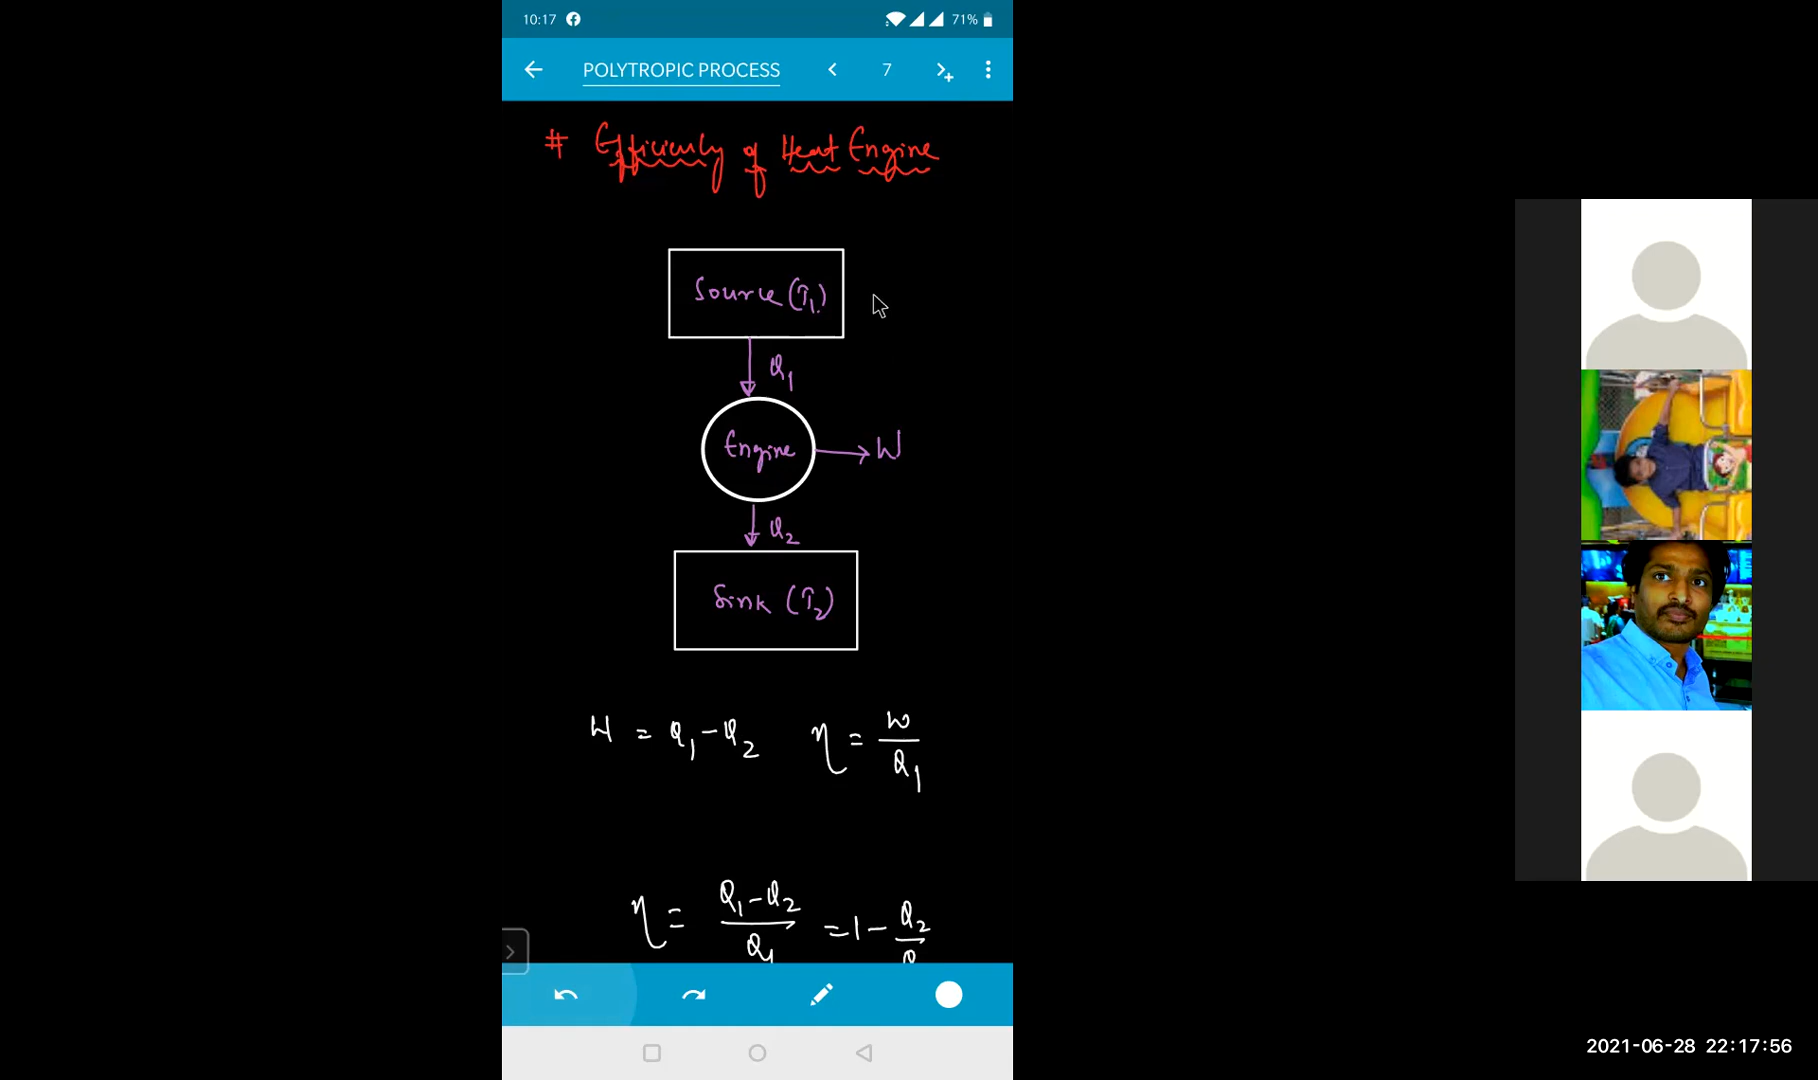 10:17 71%
POLYTROPIC PROCESS 7
# Efficiency of Heat Engine
Source (T₁)
Q₁
Engine → W
Q₂
Sink (T₂)
W = Q₁ - Q₂ η = W/Q₁
η = (Q₁ - Q₂)/Q₁ = 1 - Q₂/Q
2021-06-28 22:17:56